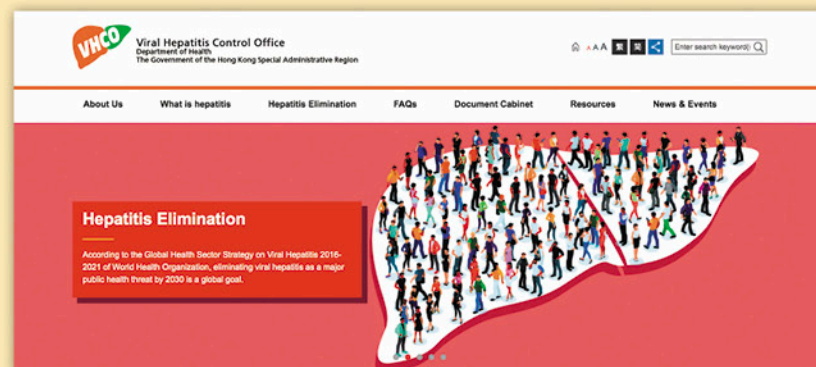 VHCO
Viral Hepatitis Control Office
Department of Health
The Government of the Hong Kong Special Administrative Region
A A A 繁 简 Enter search keyword(s
About Us What is hepatitis Hepatitis Elimination FAQs Document Cabinet Resources News & Events
Hepatitis Elimination
According to the Global Health Sector Strategy on Viral Hepatitis 2016-
2021 of World Health Organization, eliminating viral hepatitis as a major
public health threat by 2030 is a global goal.